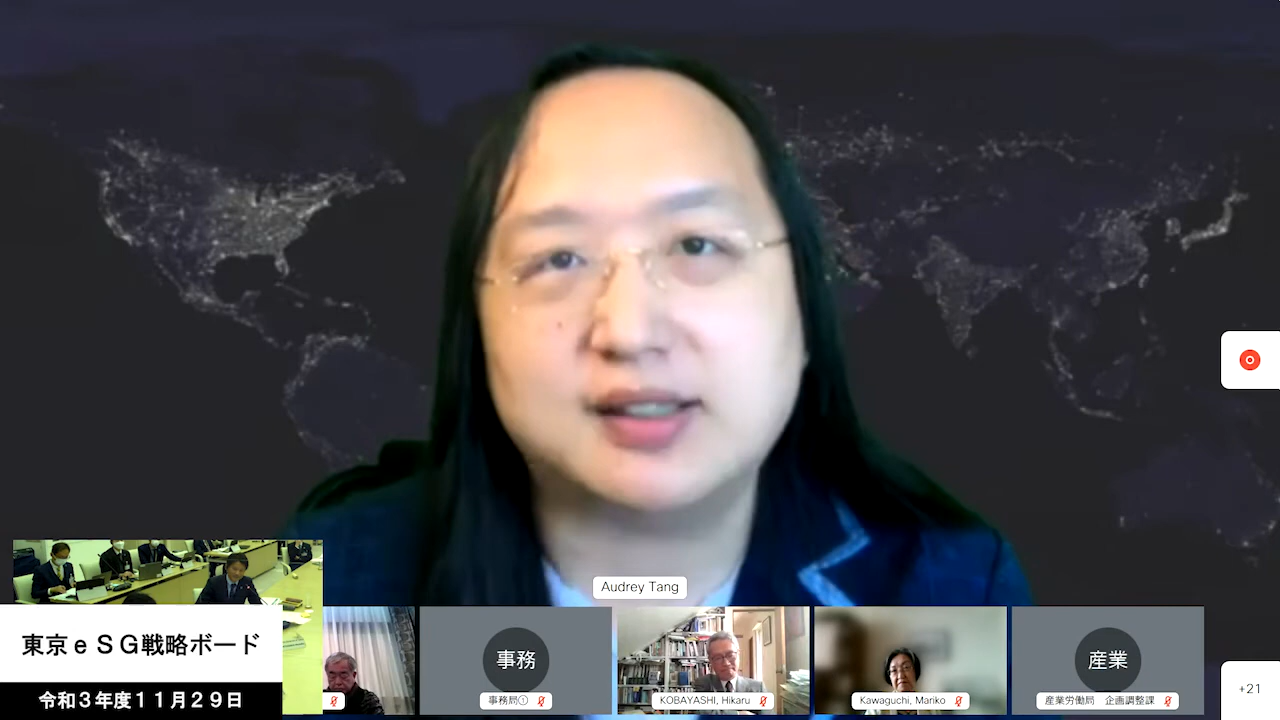 Audrey Tang
東京ｅＳＧ戦略ボード
令和３年度１１月２９日
事務
事務局①
KOBAYASHI, Hikaru
Kawaguchi, Mariko
産業
産業労働局　企画調整課
+21